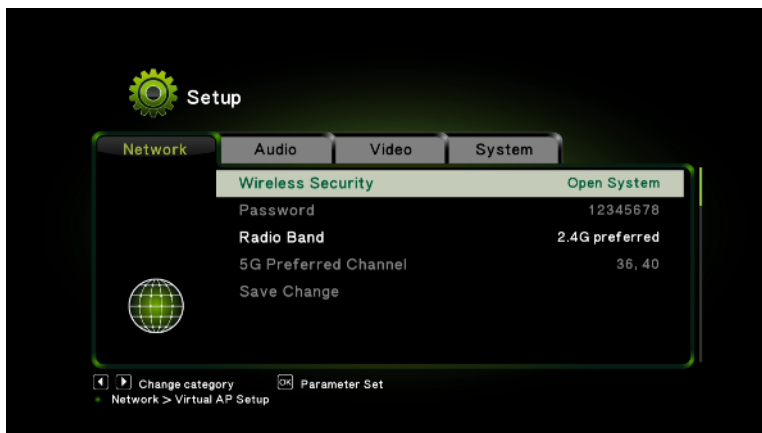 Setup
Network Audio Video System
Wireless Security Open System
Password 12345678
Radio Band 2.4G preferred
5G Preferred Channel 36, 40
Save Change
Change category OK Parameter Set
Network > Virtual AP Setup